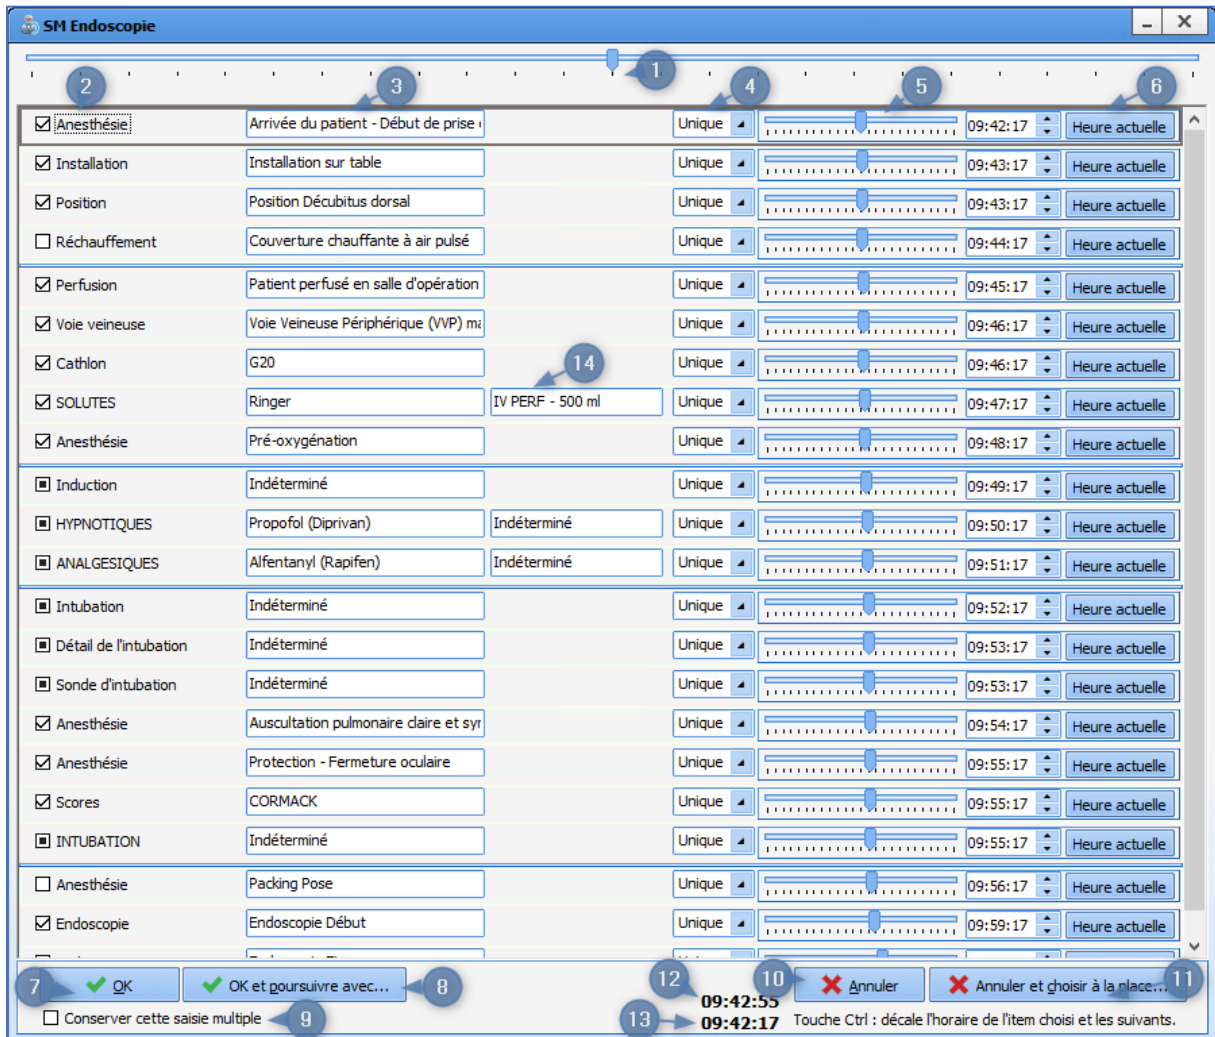 SM Endoscopie
1
2 3 4 5 6
Anesthésie Arrivée du patient - Début de prise Unique 09:42:17 Heure actuelle
Installation Installation sur table Unique 09:43:17 Heure actuelle
Position Position Décubitus dorsal Unique 09:43:17 Heure actuelle
Réchauffement Couverture chauffante à air pulsé Unique 09:44:17 Heure actuelle
Perfusion Patient perfusé en salle d'opération Unique 09:45:17 Heure actuelle
Voie veineuse Voie Veineuse Périphérique (VVP) ma Unique 09:46:17 Heure actuelle
Cathlon G20 14 Unique 09:46:17 Heure actuelle
SOLUTES Ringer IV PERF - 500 ml Unique 09:47:17 Heure actuelle
Anesthésie Pré-oxygénation Unique 09:48:17 Heure actuelle
Induction Indéterminé Unique 09:49:17 Heure actuelle
HYPNOTIQUES Propofol (Diprivan) Indéterminé Unique 09:50:17 Heure actuelle
ANALGESIQUES Alfentanyl (Rapifen) Indéterminé Unique 09:51:17 Heure actuelle
Intubation Indéterminé Unique 09:52:17 Heure actuelle
Détail de l'intubation Indéterminé Unique 09:53:17 Heure actuelle
Sonde d'intubation Indéterminé Unique 09:53:17 Heure actuelle
Anesthésie Auscultation pulmonaire claire et syr Unique 09:54:17 Heure actuelle
Anesthésie Protection - Fermeture oculaire Unique 09:55:17 Heure actuelle
Scores CORMACK Unique 09:55:17 Heure actuelle
INTUBATION Indéterminé Unique 09:55:17 Heure actuelle
Anesthésie Packing Pose Unique 09:56:17 Heure actuelle
Endoscopie Endoscopie Début Unique 09:59:17 Heure actuelle
7 OK OK et poursuivre avec... 8 12 09:42:55 10 Annuler Annuler et choisir à la place... 11
Conserver cette saisie multiple 9 13 09:42:17 Touche Ctrl : décale l'horaire de l'item choisi et les suivants.